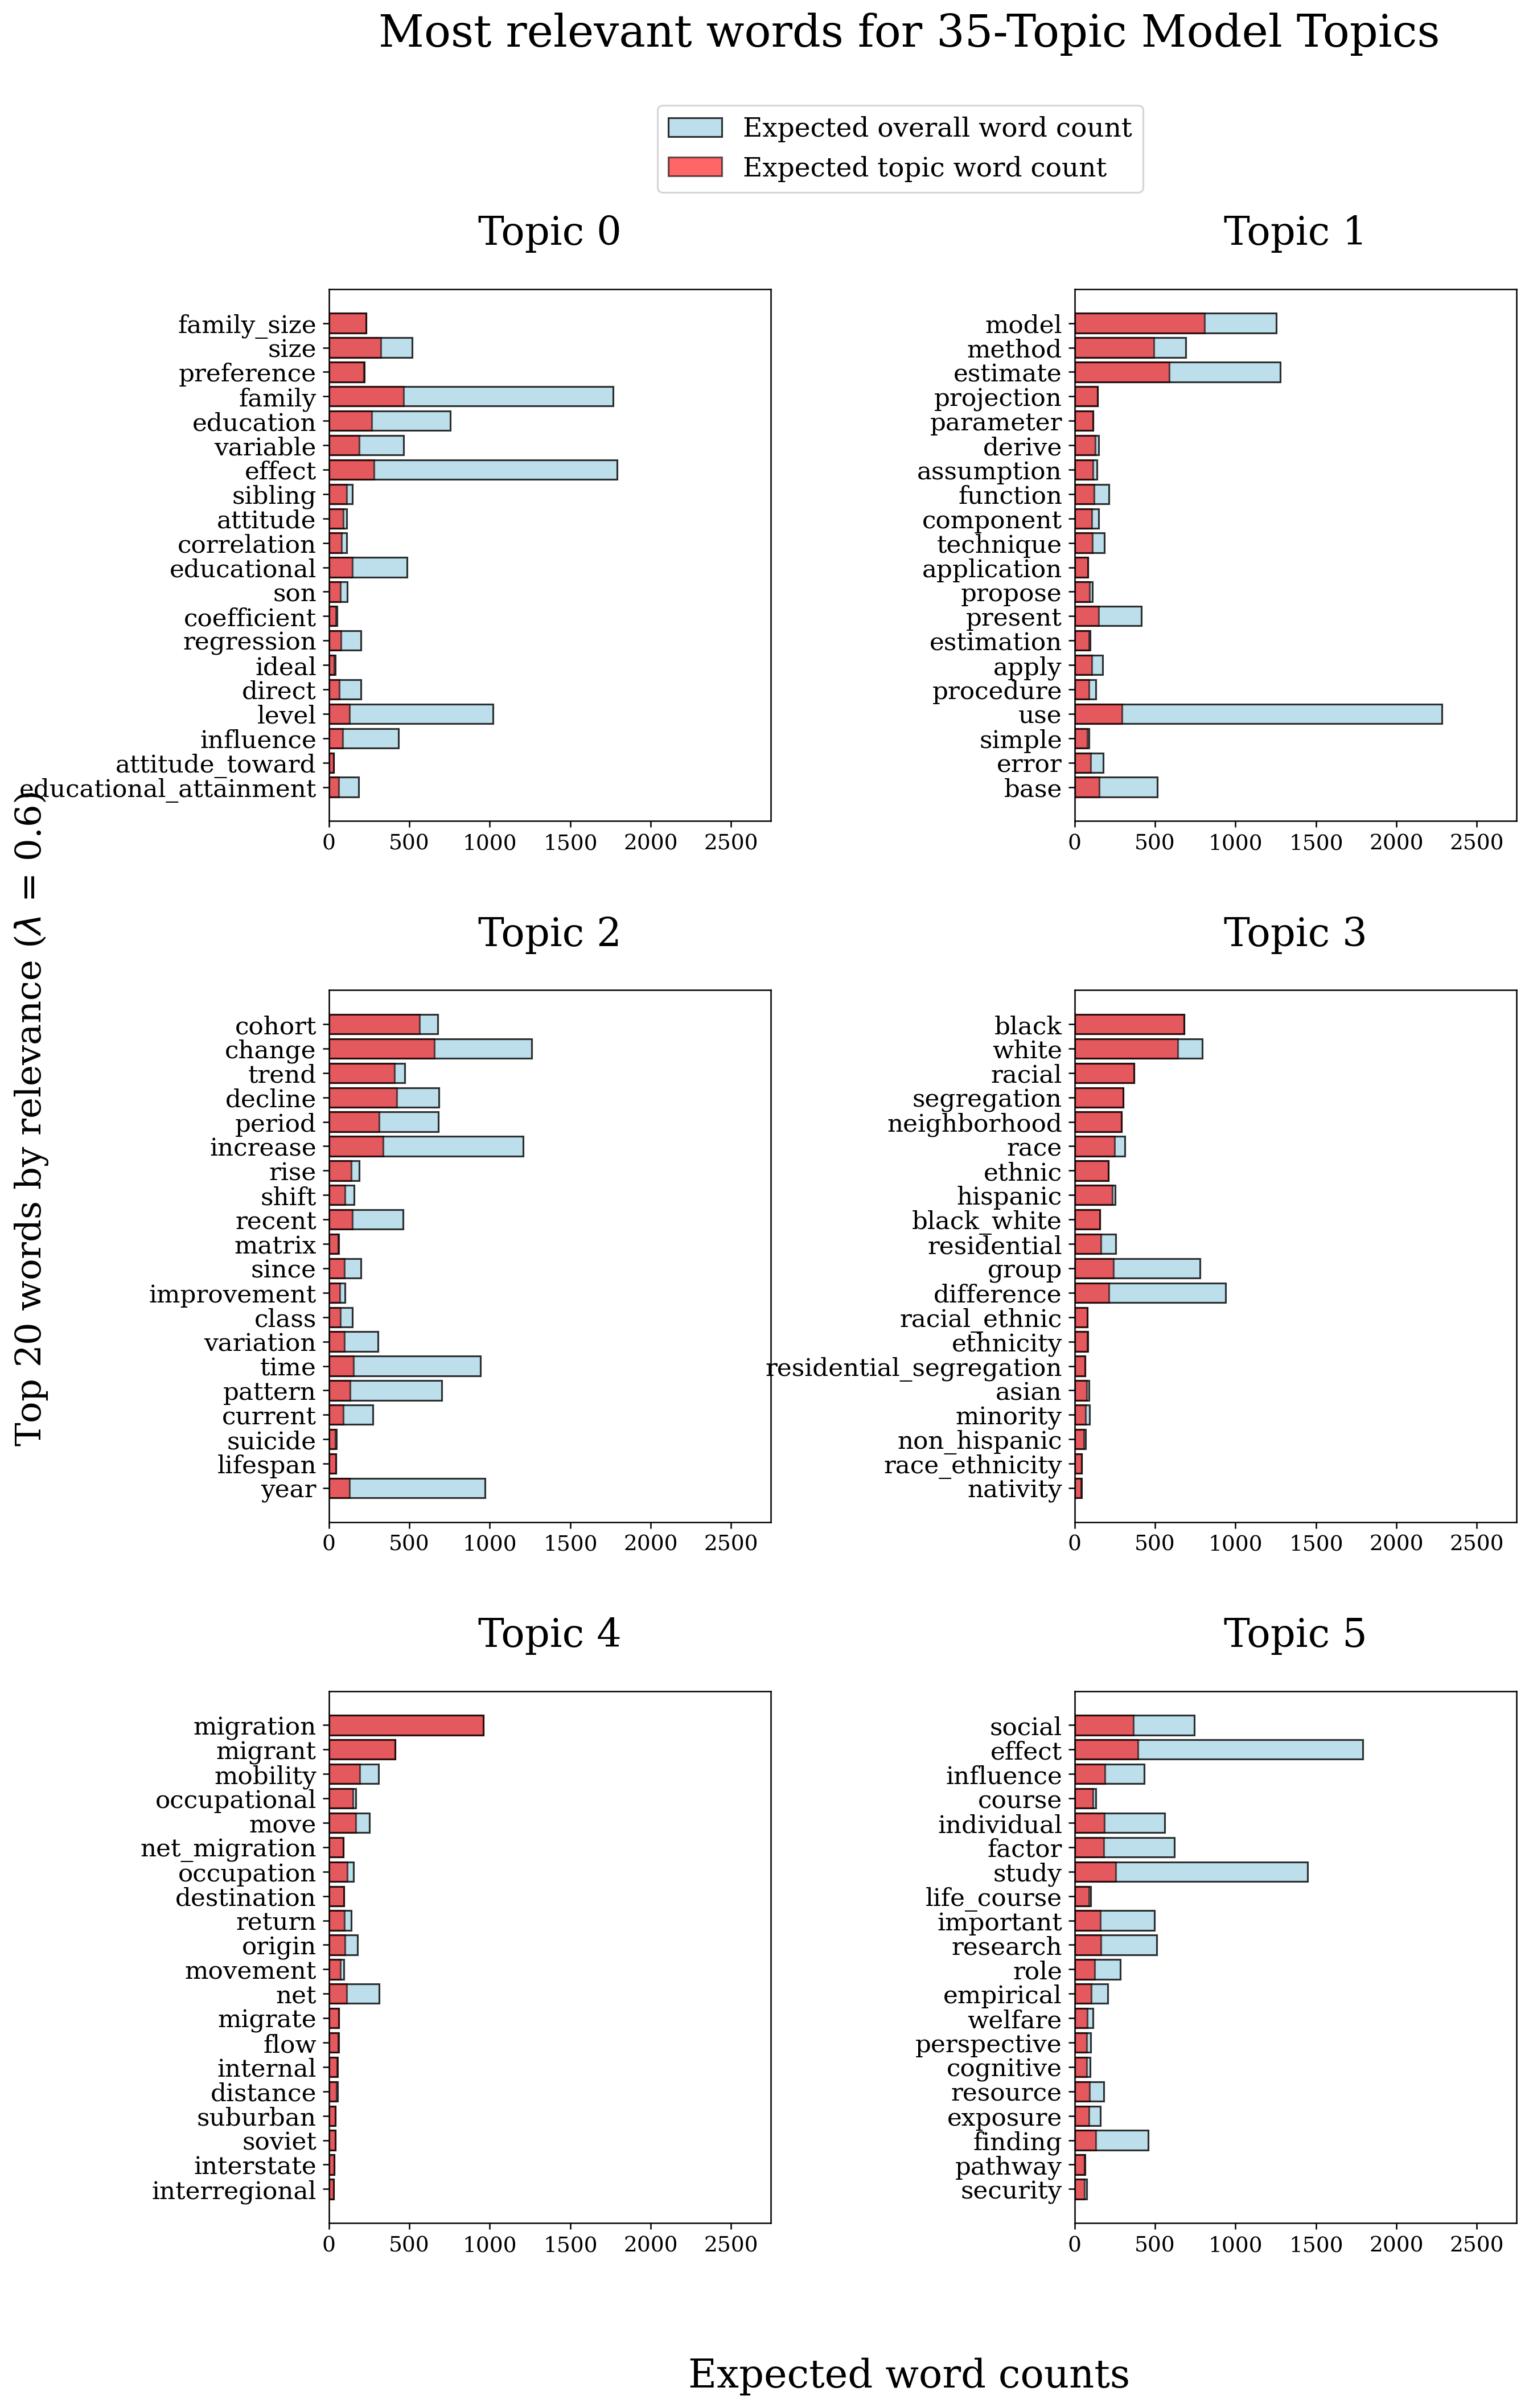 Most relevant words for 35-Topic Model Topics
Expected overall word count
Expected topic word count
Top 20 words by relevance (λ = 0.6)
Topic 0
family_size
size
preference
family
education
variable
effect
sibling
attitude
correlation
educational
son
coefficient
regression
ideal
direct
level
influence
attitude_toward
educational_attainment
0 500 1000 1500 2000 2500
Topic 1
model
method
estimate
projection
parameter
derive
assumption
function
component
technique
application
propose
present
estimation
apply
procedure
use
simple
error
base
0 500 1000 1500 2000 2500
Topic 2
cohort
change
trend
decline
period
increase
rise
shift
recent
matrix
since
improvement
class
variation
time
pattern
current
suicide
lifespan
year
0 500 1000 1500 2000 2500
Topic 3
black
white
racial
segregation
neighborhood
race
ethnic
hispanic
black_white
residential
group
difference
racial_ethnic
ethnicity
residential_segregation
asian
minority
non_hispanic
race_ethnicity
nativity
0 500 1000 1500 2000 2500
Topic 4
migration
migrant
mobility
occupational
move
net_migration
occupation
destination
return
origin
movement
net
migrate
flow
internal
distance
suburban
soviet
interstate
interregional
0 500 1000 1500 2000 2500
Topic 5
social
effect
influence
course
individual
factor
study
life_course
important
research
role
empirical
welfare
perspective
cognitive
resource
exposure
finding
pathway
security
0 500 1000 1500 2000 2500
Expected word counts